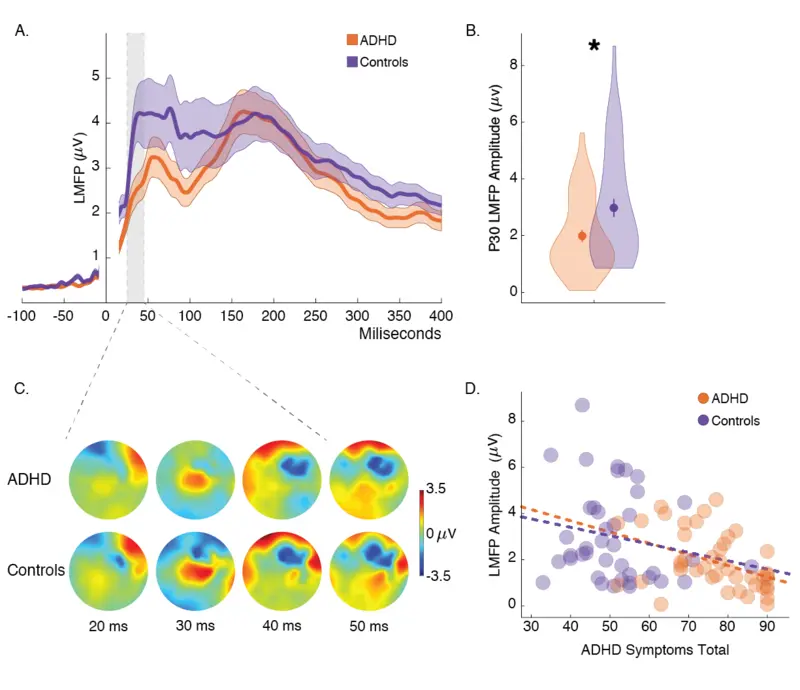 A.
ADHD
Controls
LMFP (μV)
5
4
3
2
1
-100 -50 0 50 100 150 200 250 300 350 400
Miliseconds
B.
*
P30 LMFP Amplitude (μv)
8
6
4
2
0
C.
ADHD
Controls
20 ms 30 ms 40 ms 50 ms
3.5
0 μV
-3.5
D.
ADHD
Controls
LMFP Amplitude (μV)
8
6
4
2
0
30 40 50 60 70 80 90
ADHD Symptoms Total